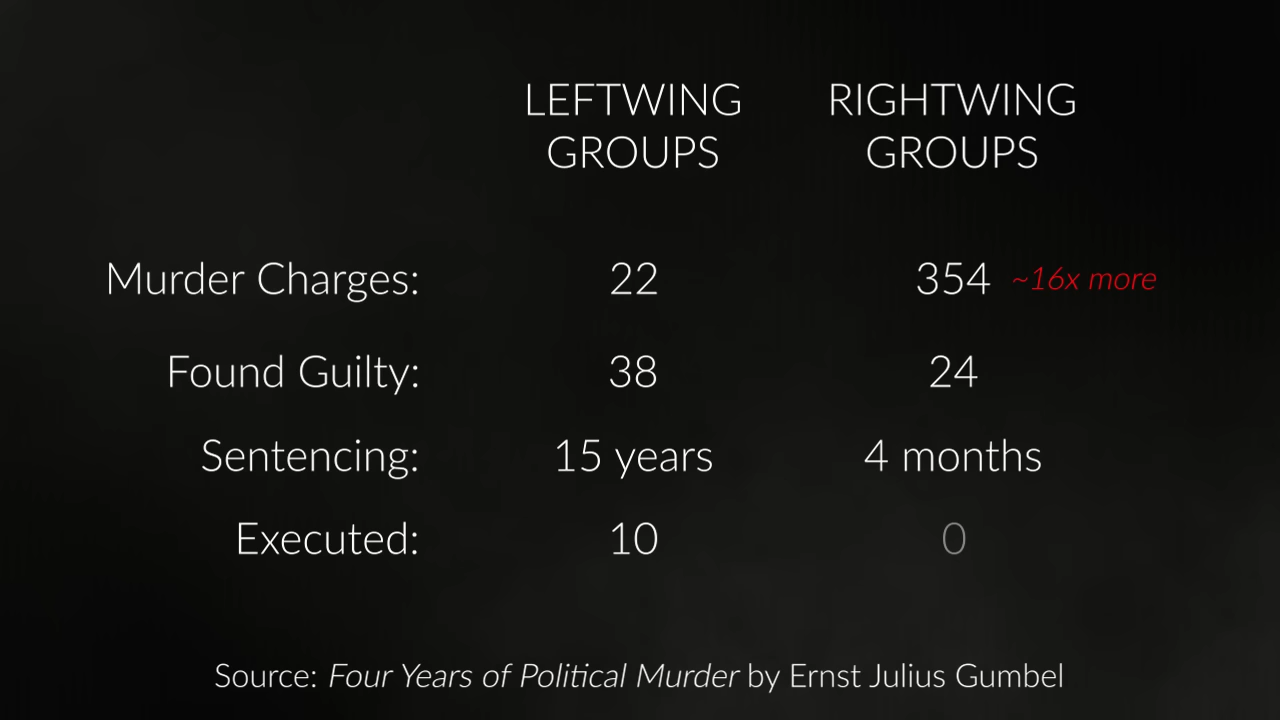 LEFTWING GROUPS
RIGHTWING GROUPS
Murder Charges: 22 354 ~16x more
Found Guilty: 38 24
Sentencing: 15 years 4 months
Executed: 10 0
Source: Four Years of Political Murder by Ernst Julius Gumbel